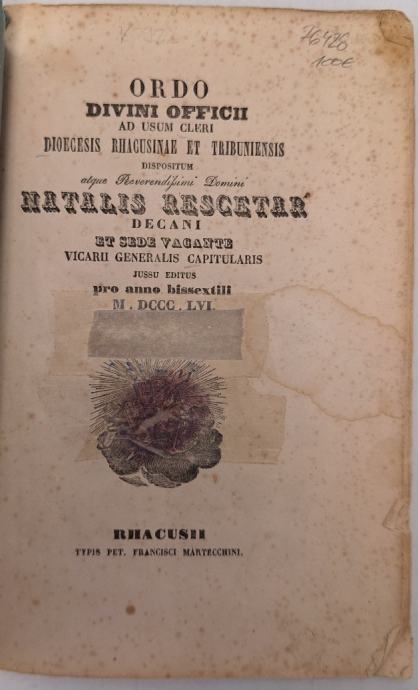 76426
100€
ORDO
DIVINI OFFICII
AD USUM CLERI
DIOECESIS RHACUSINAE ET TRIBUNIENSIS
DISPOSITUM
atque Reverendissimi Domini
NATALIS RESCETAR
DECANI
ET SEDE VACANTE
VICARII GENERALIS CAPITULARIS
JUSSU EDITUS
pro anno bissextili
M . DCCC . LVI.
RHACUSII
TYPIS PET. FRANCISCI MARTECCHINI.